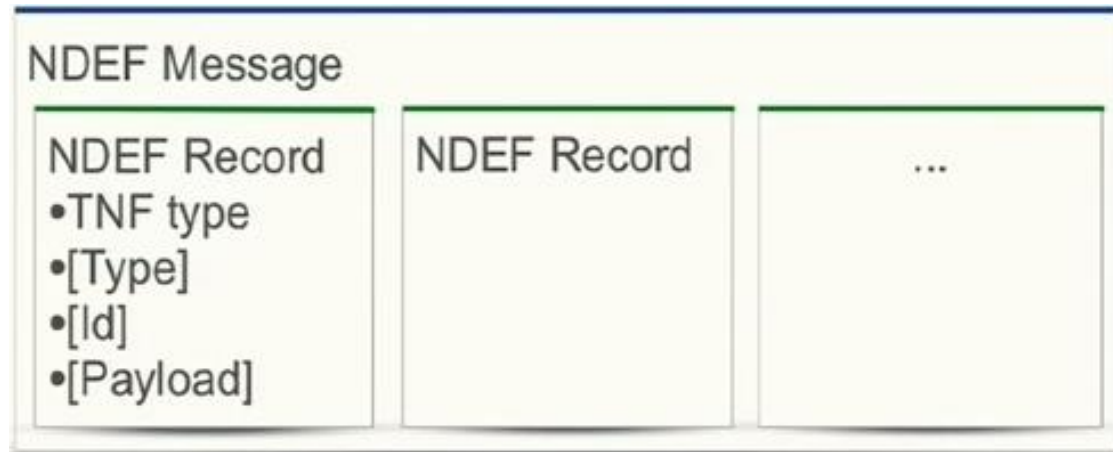 NDEF Message
NDEF Record
•TNF type
•[Type]
•[Id]
•[Payload]
NDEF Record
...